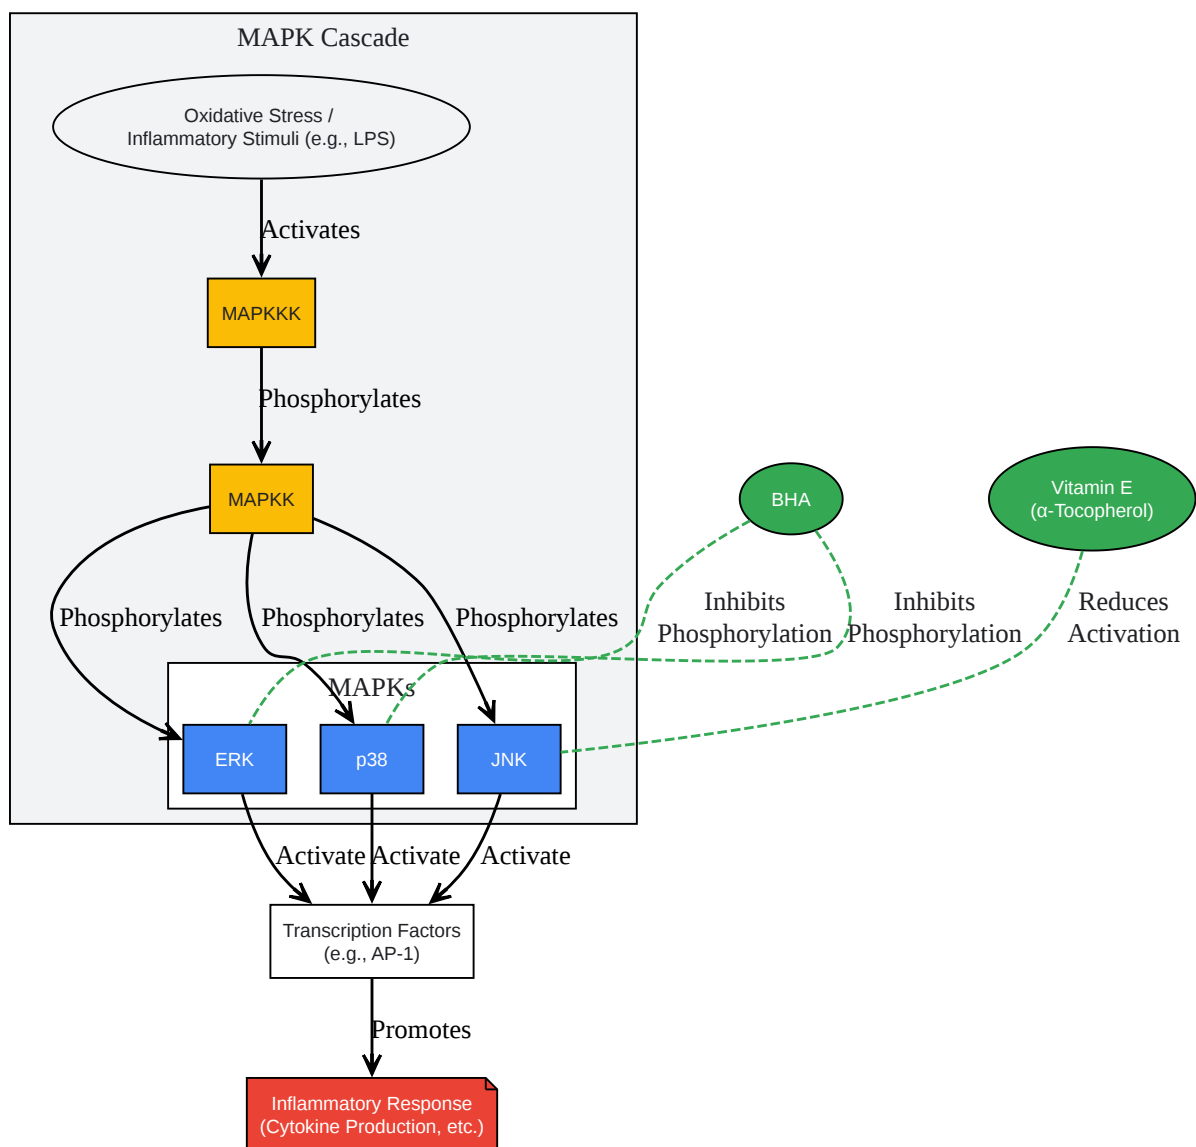 MAPK Cascade
Oxidative Stress /
Inflammatory Stimuli (e.g., LPS)
Activates
MAPKKK
Phosphorylates
MAPKK
BHA
Vitamin E
(α-Tocopherol)
Phosphorylates
Phosphorylates
Phosphorylates
Inhibits
Phosphorylation
Inhibits
Phosphorylation
Reduces
Activation
MAPKs
ERK
p38
JNK
Activate
Activate
Activate
Transcription Factors
(e.g., AP-1)
Promotes
Inflammatory Response
(Cytokine Production, etc.)